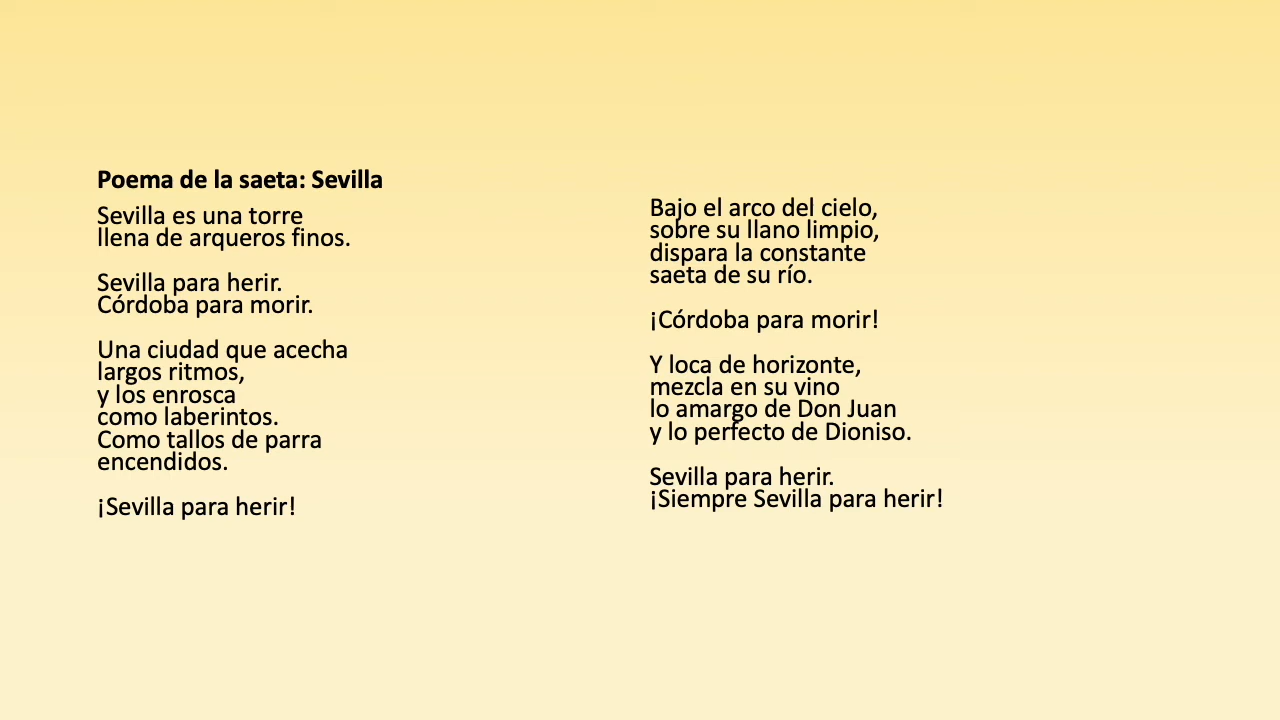 Poema de la saeta: Sevilla
Sevilla es una torre
llena de arqueros finos.
Sevilla para herir.
Córdoba para morir.
Una ciudad que acecha
largos ritmos,
y los enrosca
como laberintos.
Como tallos de parra
encendidos.
¡Sevilla para herir!
Bajo el arco del cielo,
sobre su llano limpio,
dispara la constante
saeta de su río.
¡Córdoba para morir!
Y loca de horizonte,
mezcla en su vino
lo amargo de Don Juan
y lo perfecto de Dioniso.
Sevilla para herir.
¡Siempre Sevilla para herir!